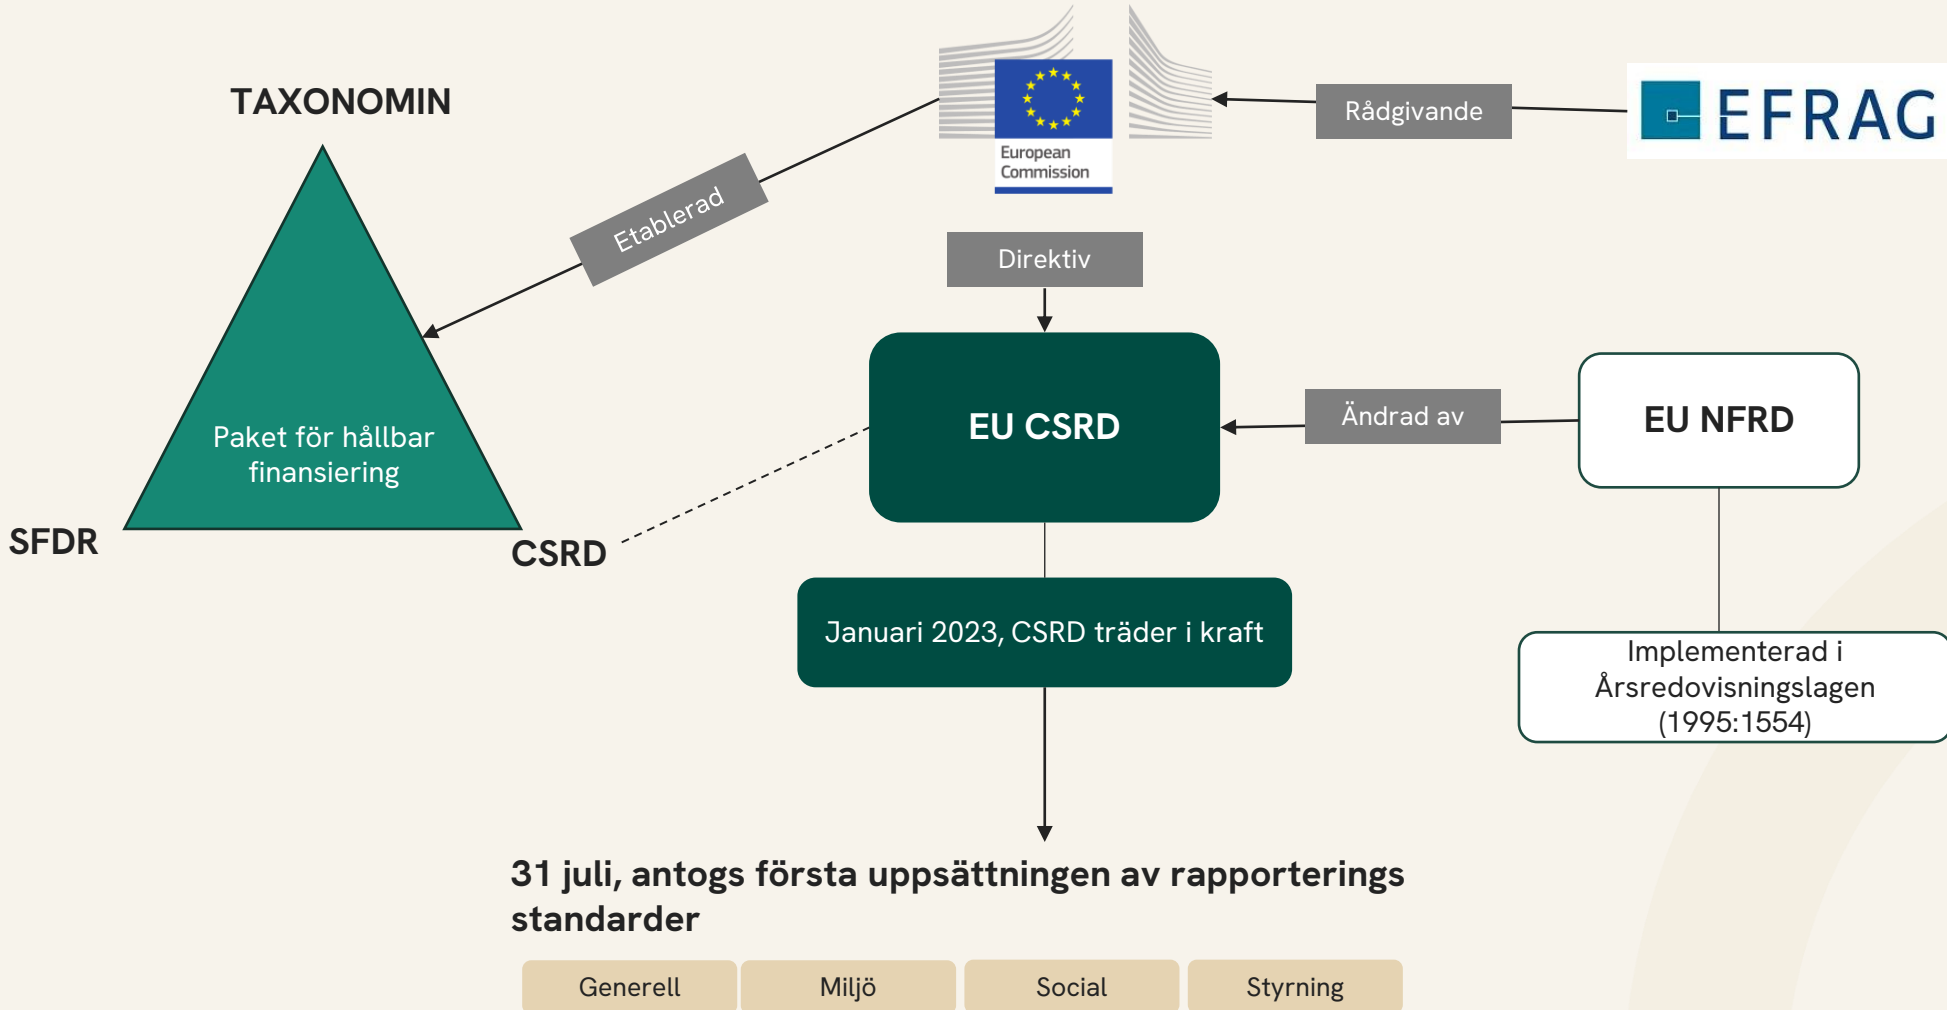 TAXONOMIN
European
Commission
Rådgivande
EFRAG
Etablerad
Direktiv
EU CSRD
Ändrad av
EU NFRD
Paket för hållbar
finansiering
SFDR
CSRD
Januari 2023, CSRD träder i kraft
Implementerad i
Årsredovisningslagen
(1995:1554)
31 juli, antogs första uppsättningen av rapporterings
standarder
Generell
Miljö
Social
Styrning